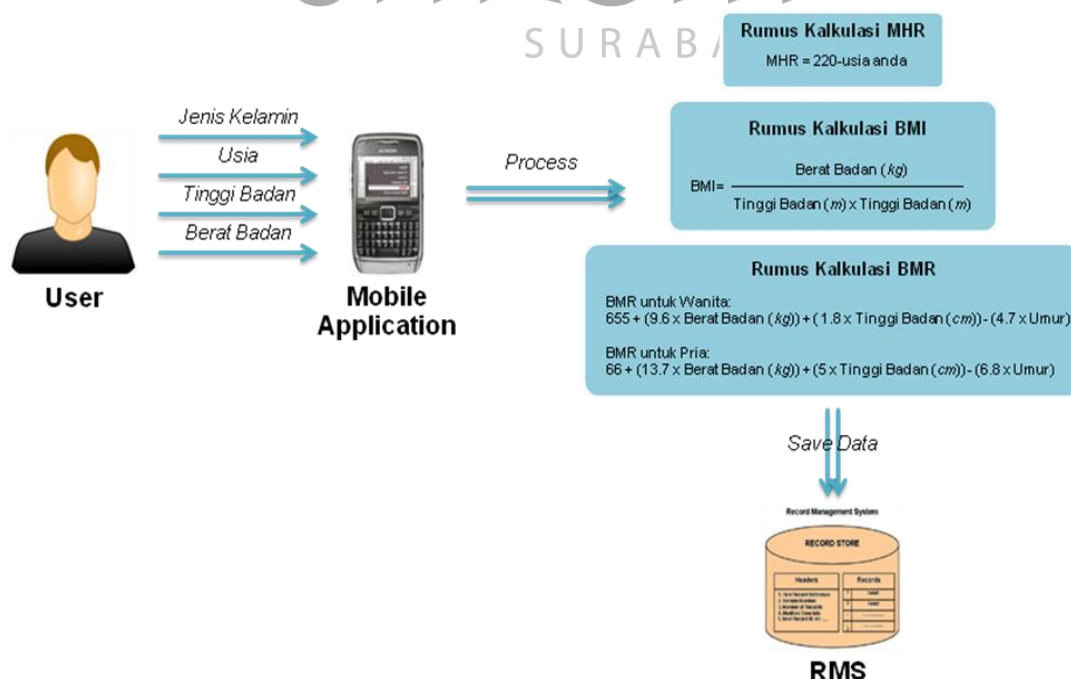 SURABA
Rumus Kalkulasi MHR
MHR = 220-usia anda
Jenis Kelamin
Usia
Tinggi Badan
Berat Badan
User
Mobile
Application
Process
Rumus Kalkulasi BMI
Berat Badan (kg)
BMI=
Tinggi Badan (m) x Tinggi Badan (m)
Rumus Kalkulasi BMR
BMR untuk Wanita:
655 + (9.6 x Berat Badan (kg)) + (1.8 x Tinggi Badan (cm)) - (4.7 x Umur)
BMR untuk Pria:
66 + (13.7 x Berat Badan (kg)) + (5 x Tinggi Badan (cm)) - (6.8 x Umur)
Save Data
Record Management System
RECORD STORE
Headers
Records
RMS